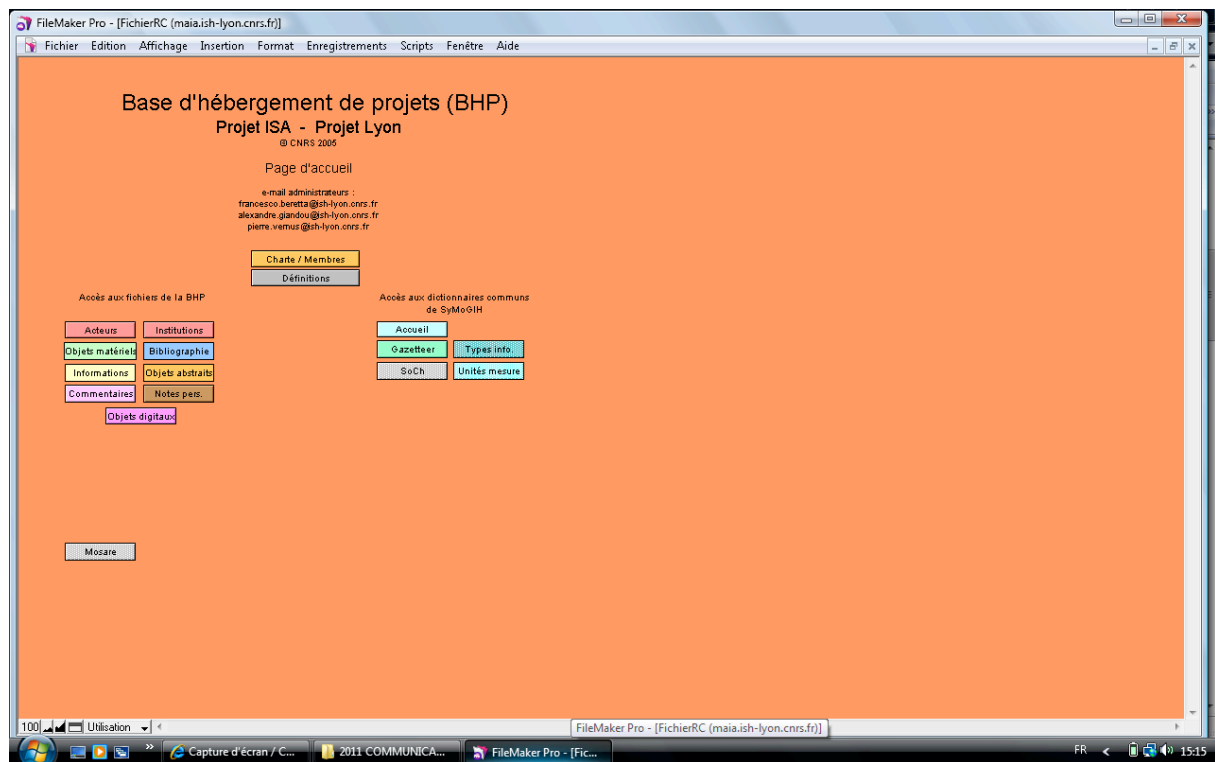 FileMaker Pro - [FichierRC (maia.ish-lyon.cnrs.fr)]
Fichier Edition Affichage Insertion Format Enregistrements Scripts Fenêtre Aide
Base d'hébergement de projets (BHP)
Projet ISA - Projet Lyon
© CNRS 2005
Page d'accueil
e-mail administrateurs :
francesco.beretta@ish-lyon.cnrs.fr
alexandre.giandou@ish-lyon.cnrs.fr
pierre.vernus@ish-lyon.cnrs.fr
Charte / Membres
Définitions
Accès aux fichiers de la BHP
Acteurs Institutions
Objets matériels Bibliographie
Informations Objets abstraits
Commentaires Notes pers.
Objets digitaux
Accès aux dictionnaires communs
de SyMoGIH
Accueil
Gazetteer Types info.
SoCh Unités mesure
Mosare
100 Utilisation
FileMaker Pro - [FichierRC (maia.ish-lyon.cnrs.fr)]
Capture d'écran / C... 2011 COMMUNICA... FileMaker Pro - [Fic... FR 15:15